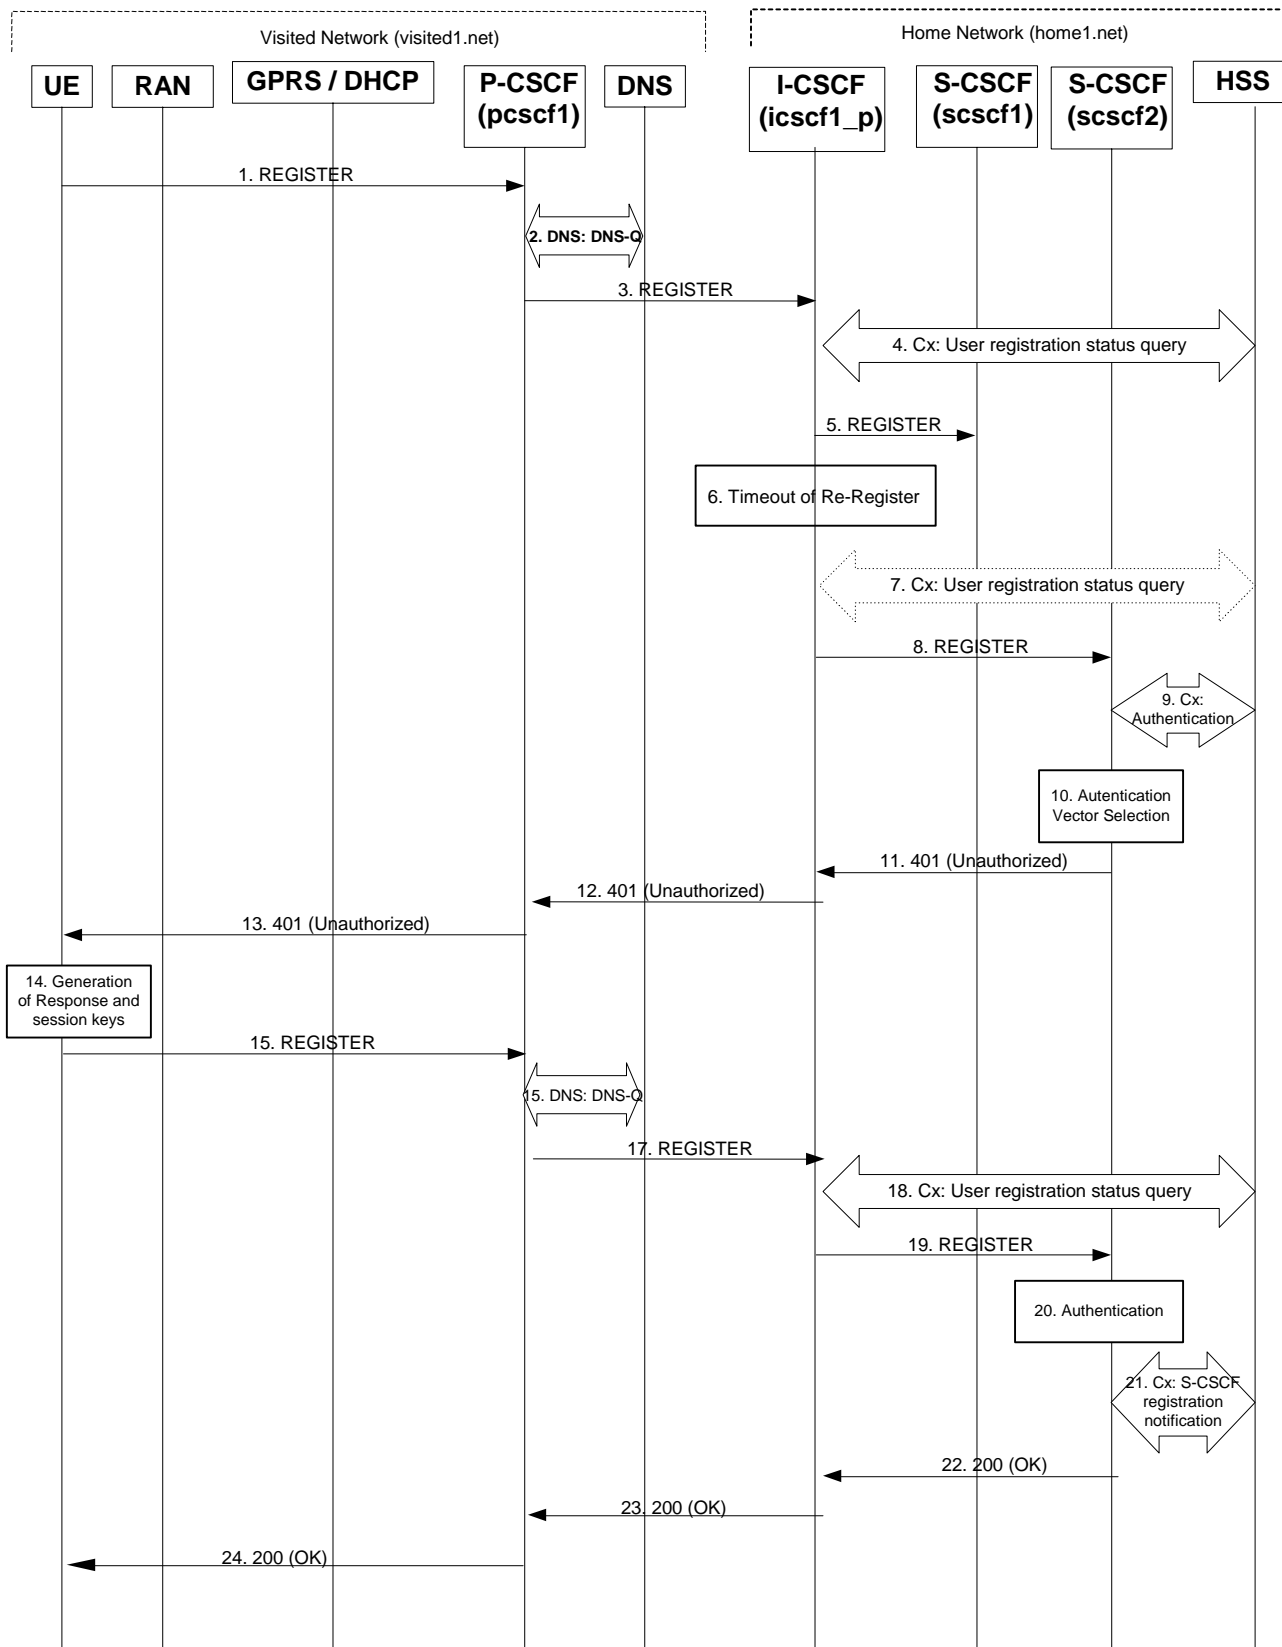 Visited Network (visited1.net)
Home Network (home1.net)
UE
RAN
GPRS / DHCP
P-CSCF
(pcscf1)
DNS
I-CSCF
(icscf1_p)
S-CSCF
(scscf1)
S-CSCF
(scscf2)
HSS
1. REGISTER
2. DNS: DNS-Q
3. REGISTER
4. Cx: User registration status query
5. REGISTER
6. Timeout of Re-Register
7. Cx: User registration status query
8. REGISTER
9. Cx:
Authentication
10. Autentication
Vector Selection
11. 401 (Unauthorized)
12. 401 (Unauthorized)
13. 401 (Unauthorized)
14. Generation
of Response and
session keys
15. REGISTER
15. DNS: DNS-Q
17. REGISTER
18. Cx: User registration status query
19. REGISTER
20. Authentication
21. Cx: S-CSCF
registration
notification
22. 200 (OK)
23. 200 (OK)
24. 200 (OK)